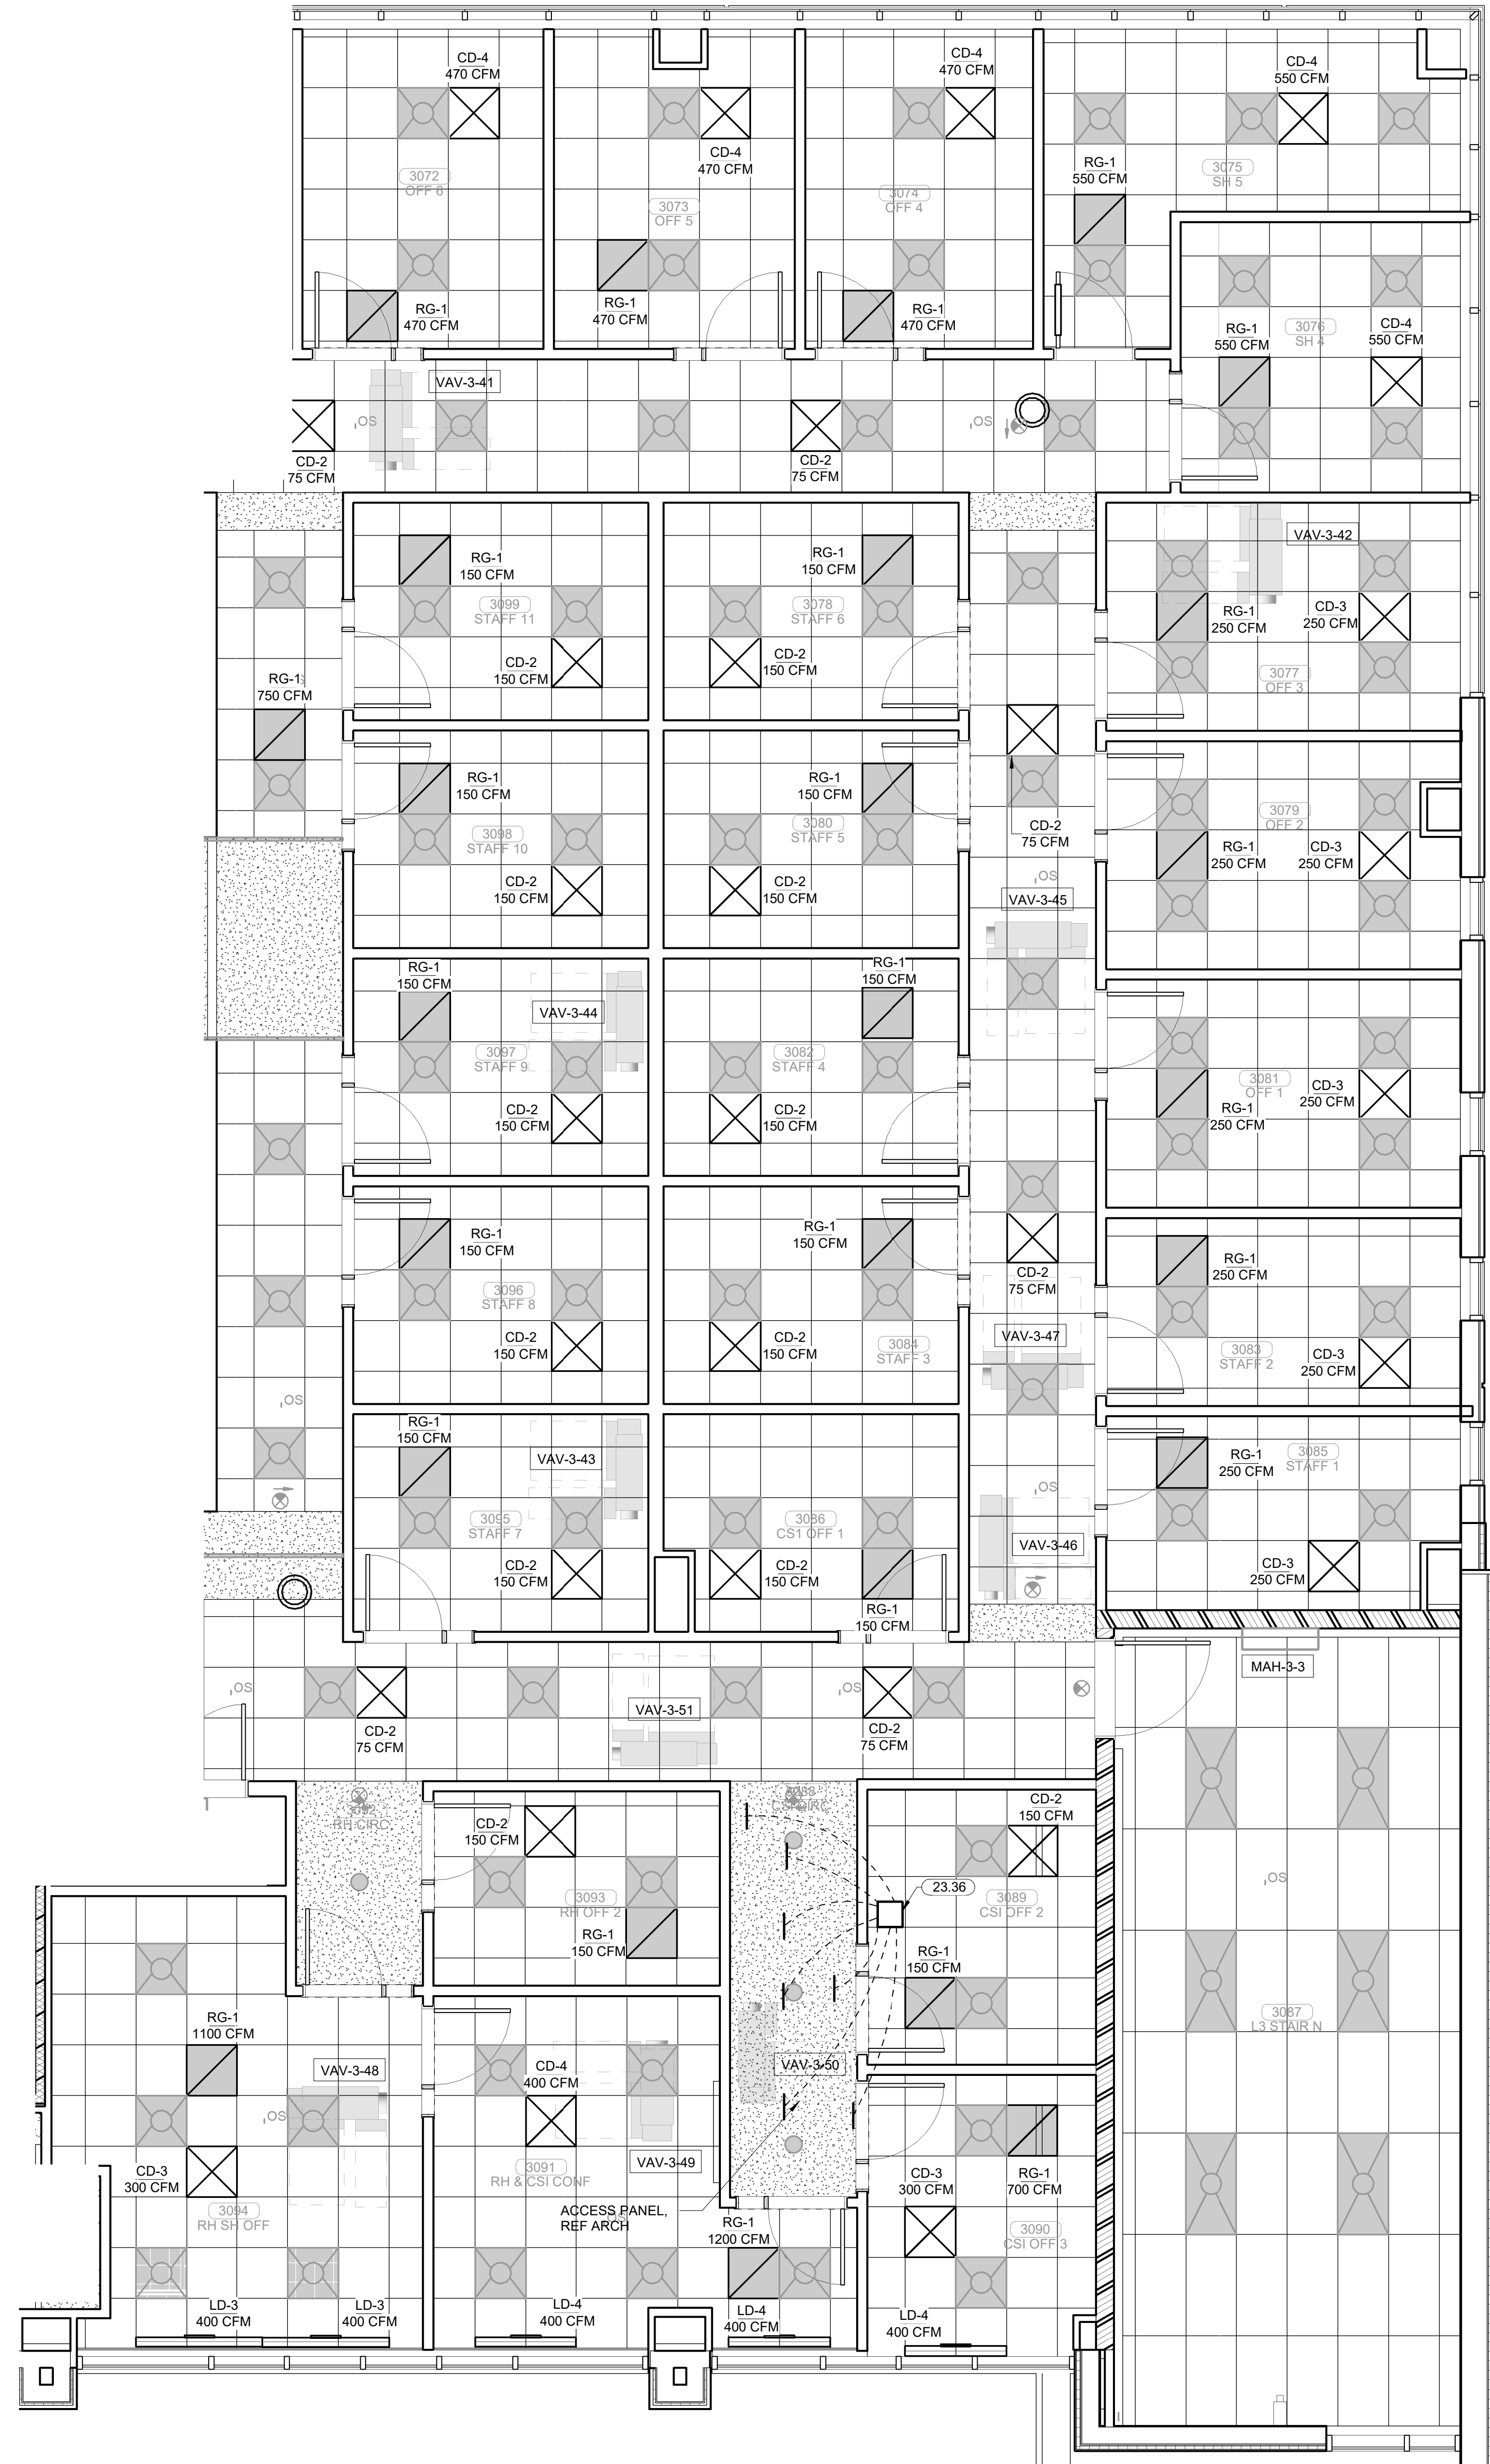 CD-4
470 CFM
CD-4
470 CFM
CD-4
550 CFM
CD-4
470 CFM
RG-1
550 CFM
3072
OFF 6
3073
OFF 5
3074
OFF 4
3075
SH 5
RG-1
470 CFM
RG-1
470 CFM
RG-1
470 CFM
RG-1
550 CFM
3076
SH 4
CD-4
550 CFM
VAV-3-41
OS
OS
CD-2
75 CFM
CD-2
75 CFM
VAV-3-42
RG-1
150 CFM
RG-1
150 CFM
3099
STAFF 11
3078
STAFF 6
RG-1
250 CFM
CD-3
250 CFM
CD-2
150 CFM
CD-2
150 CFM
3077
OFF 3
RG-1
750 CFM
RG-1
150 CFM
RG-1
150 CFM
3098
STAFF 10
3080
STAFF 5
CD-2
75 CFM
3079
OFF 2
RG-1
250 CFM
CD-3
250 CFM
CD-2
150 CFM
CD-2
150 CFM
OS
VAV-3-45
RG-1
150 CFM
RG-1
150 CFM
VAV-3-44
3097
STAFF 9
3082
STAFF 4
3081
OFF 1
CD-3
250 CFM
RG-1
250 CFM
CD-2
150 CFM
CD-2
150 CFM
RG-1
150 CFM
RG-1
150 CFM
RG-1
250 CFM
CD-2
75 CFM
3096
STAFF 8
3084
STAFF 3
VAV-3-47
3083
STAFF 2
CD-3
250 CFM
CD-2
150 CFM
CD-2
150 CFM
OS
RG-1
150 CFM
VAV-3-43
OS
RG-1
250 CFM
3085
STAFF 1
3095
STAFF 7
3086
CS1 OFF 1
VAV-3-46
CD-2
150 CFM
CD-2
150 CFM
CD-3
250 CFM
RG-1
150 CFM
MAH-3-3
OS
OS
VAV-3-51
CD-2
75 CFM
CD-2
75 CFM
3092
RH CIRC
3088
CSI CIRC
CD-2
150 CFM
CD-2
150 CFM
23.36
3093
RH OFF 2
3089
CSI OFF 2
OS
RG-1
150 CFM
RG-1
150 CFM
3087
L3 STAIR N
RG-1
1100 CFM
VAV-3-48
CD-4
400 CFM
VAV-3-50
OS
CD-3
300 CFM
3091
RH & CSI CONF
VAV-3-49
CD-3
300 CFM
RG-1
700 CFM
3094
RH SH OFF
ACCESS PANEL,
REF ARCH
OS
RG-1
1200 CFM
3090
CSI OFF 3
LD-3
400 CFM
LD-3
400 CFM
LD-4
400 CFM
LD-4
400 CFM
LD-4
400 CFM